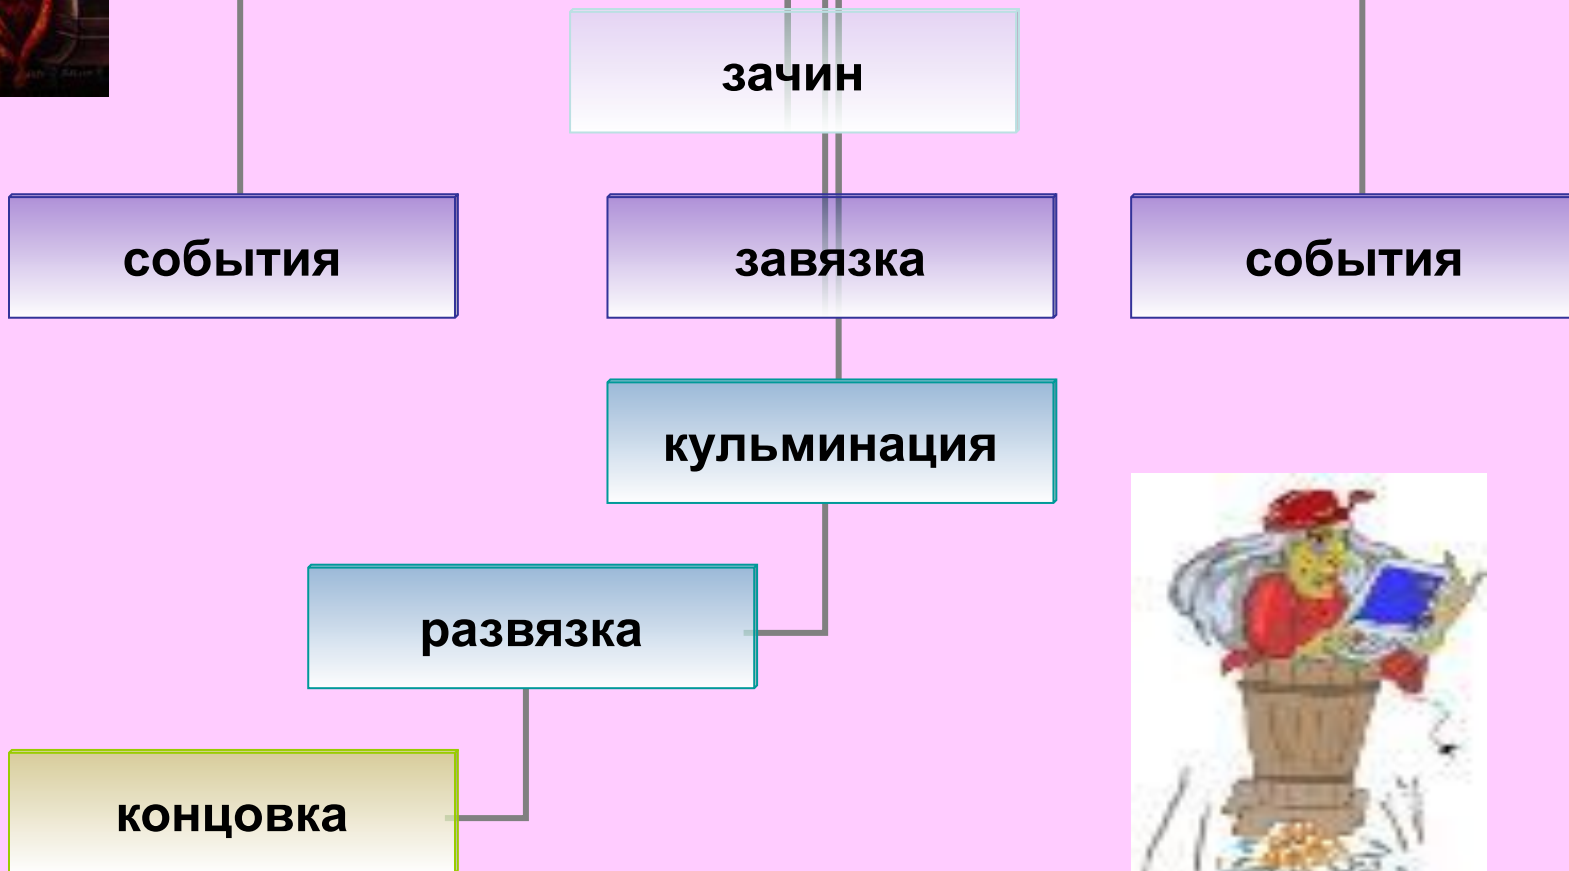 зачин
события
завязка
события
кульминация
развязка
концовка